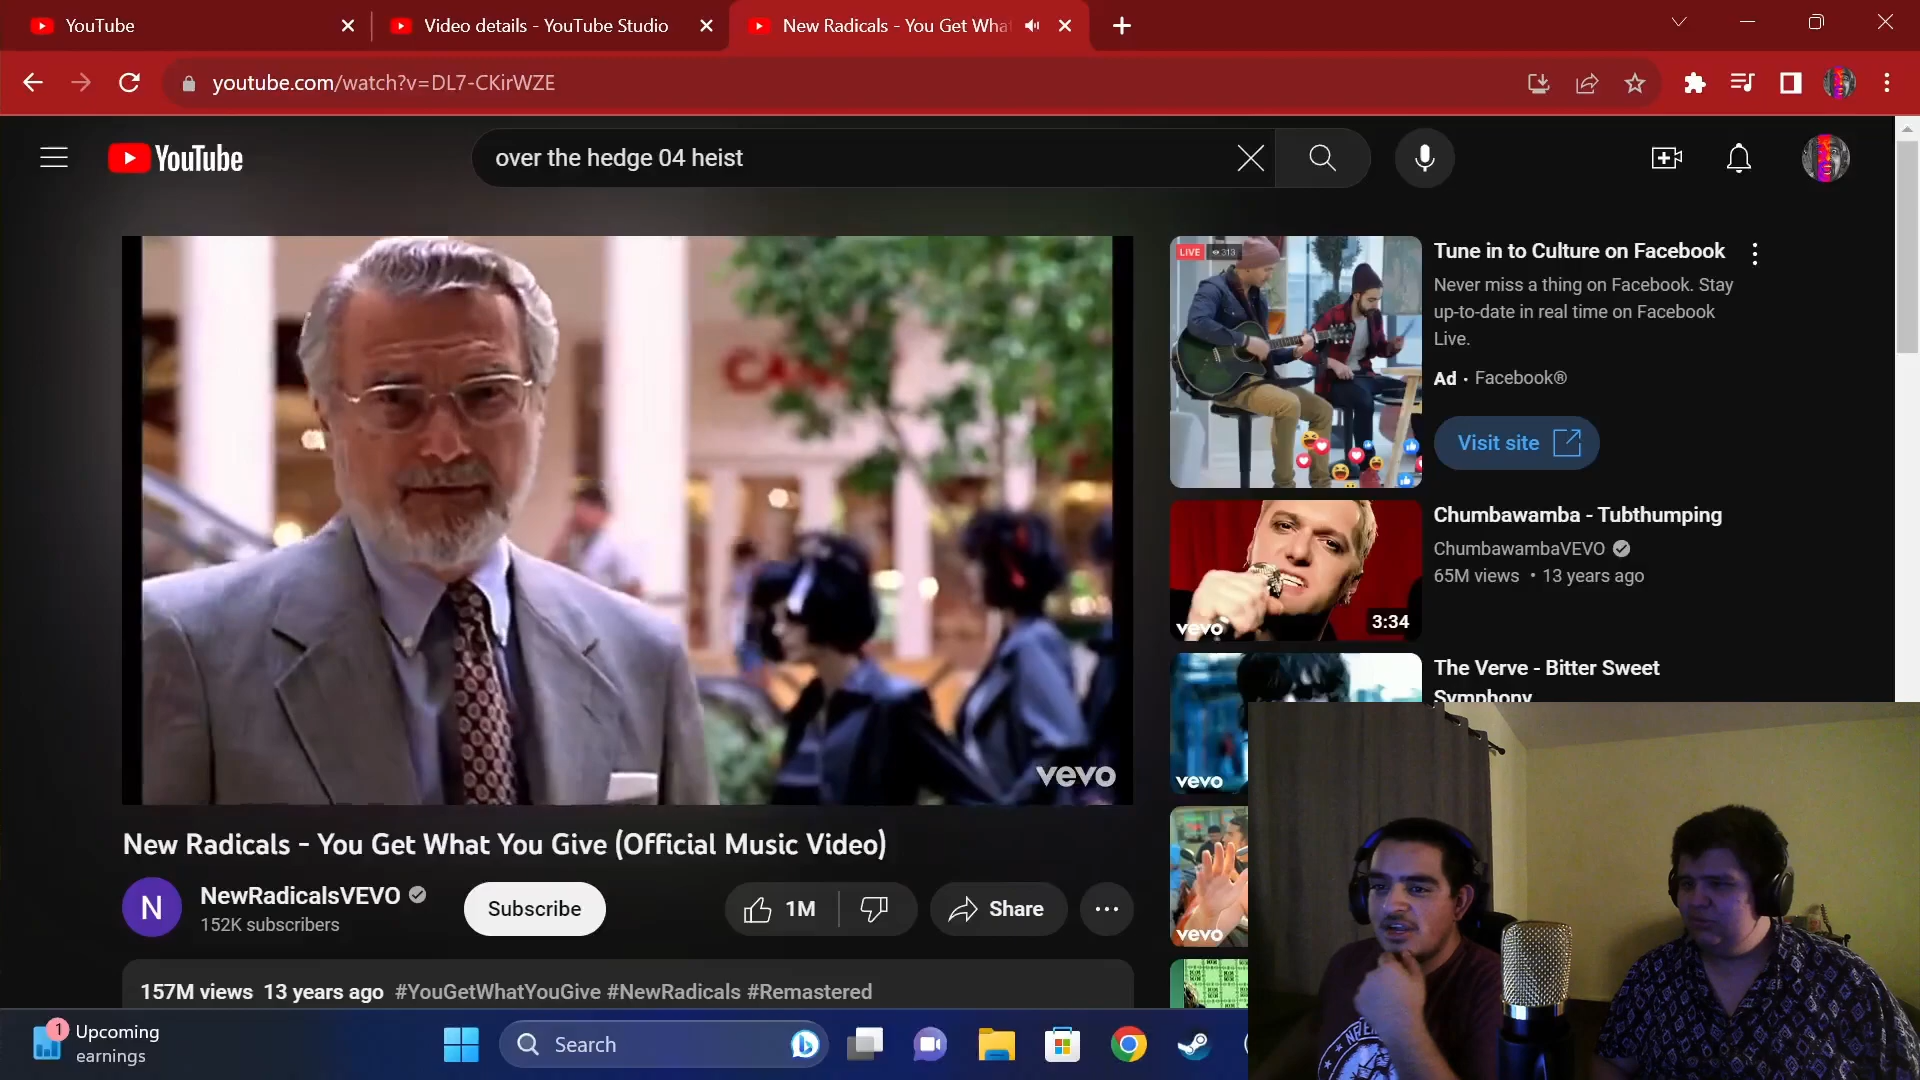 YouTube
Video details - YouTube Studio
New Radicals - You Get Wha
youtube.com/watch?v=DL7-CKirWZE
YouTube
over the hedge 04 heist
LIVE 313
Tune in to Culture on Facebook
Never miss a thing on Facebook. Stay
up-to-date in real time on Facebook
Live.
Ad • Facebook®
Visit site
vevo
Chumbawamba - Tubthumping
ChumbawambaVEVO
65M views • 13 years ago
vevo
3:34
The Verve - Bitter Sweet
Symphony
vevo
vevo
New Radicals - You Get What You Give (Official Music Video)
N
NewRadicalsVEVO
152K subscribers
Subscribe
1M
Share
157M views 13 years ago #YouGetWhatYouGive #NewRadicals #Remastered
1
Upcoming
earnings
Search